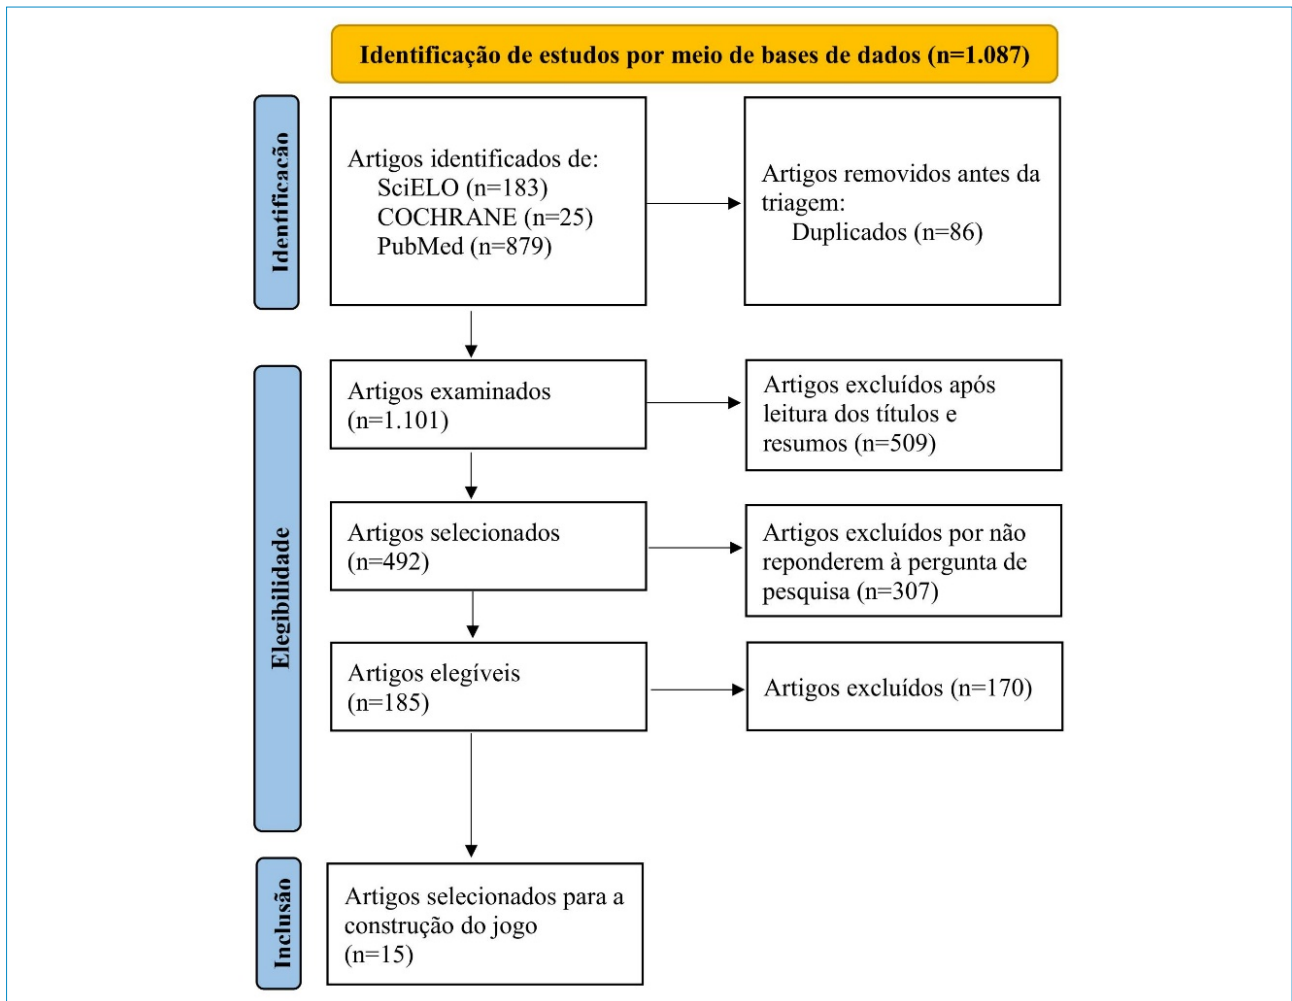 Identificação de estudos por meio de bases de dados (n=1.087)
Identificacão
Artigos identificados de:
SciELO (n=183)
COCHRANE (n=25)
PubMed (n=879)
Artigos removidos antes da
triagem:
Duplicados (n=86)
Elegibilidade
Artigos examinados
(n=1.101)
Artigos excluídos após
leitura dos títulos e
resumos (n=509)
Artigos selecionados
(n=492)
Artigos excluídos por não
reponderem à pergunta de
pesquisa (n=307)
Artigos elegíveis
(n=185)
Artigos excluídos (n=170)
Inclusão
Artigos selecionados para a
construção do jogo
(n=15)